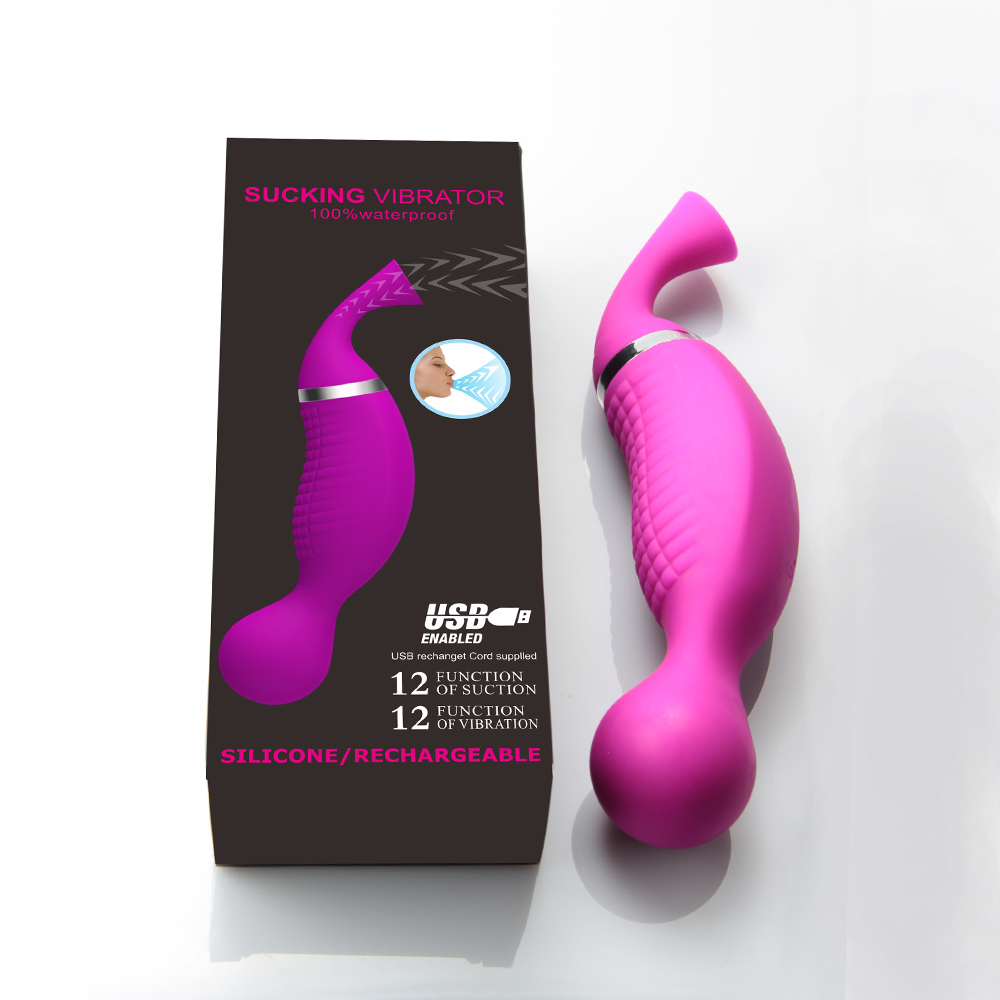 SUCKING VIBRATOR
100%waterproof
USB
ENABLED
USB rechanget Cord supplied
12 FUNCTION
OF SUCTION
12 FUNCTION
OF VIBRATION
SILICONE/RECHARGEABLE